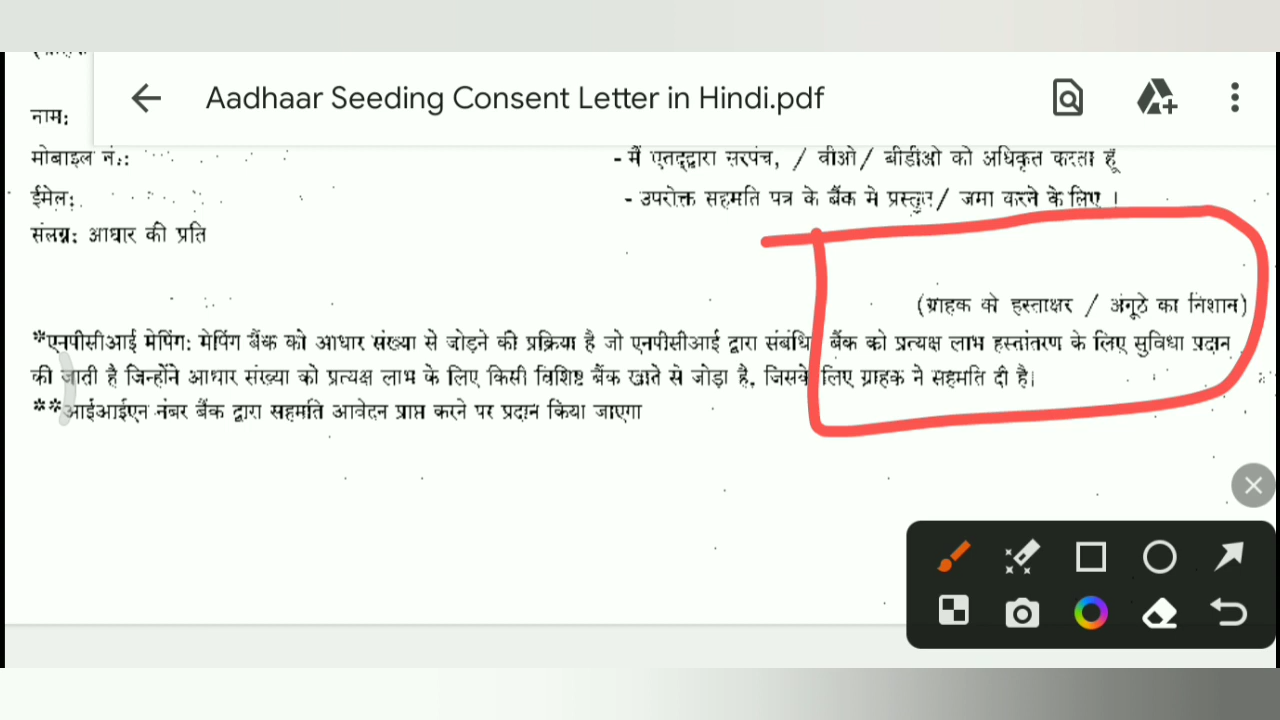 Aadhaar Seeding Consent Letter in Hindi.pdf
नाम:
मोबाइल नं.:
- मैं एतद्द्वारा सरपंच, / वीओ/ बीडीओ को अधिकृत करता हूँ
ईमेल:
- उपरोक्त सहमति पत्र के बैंक मे प्रस्तुत/ जमा करने के लिए ।
संलग्न: आधार की प्रति
(ग्राहक के हस्ताक्षर / अंगूठे का निशान)
*एनपीसीआई मेपिंग: मेपिंग बैंक को आधार संख्या से जोड़ने की प्रक्रिया है जो एनपीसीआई द्वारा संबंधि बैंक को प्रत्यक्ष लाभ हस्तांतरण के लिए सुविधा प्रदान
की जाती है जिन्होंने आधार संख्या को प्रत्यक्ष लाभ के लिए किसी विशिष्ट बैंक खाते से जोड़ा है, जिसके लिए ग्राहक ने सहमति दी है।
**आईआईएन नंबर बैंक द्वारा सहमति आवेदन प्राप्त करने पर प्रदान किया जाएगा